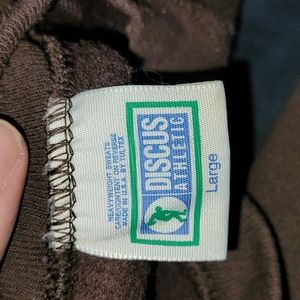 DISCUS
ATHLETIC
Large
HEAVYWEIGHT SWEATS
CARE/CONTENT ON REVERSE
MADE IN U.S.A. BY TULTEX